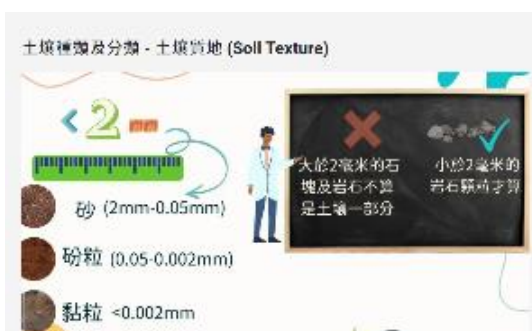 土壤種類及分類 - 土壤質地 (Soil Texture)
< 2 mm
大於2毫米的石
塊及岩石不算
是土壤一部分
小於2毫米的
岩石顆粒才算
砂 (2mm-0.05mm)
砏粒 (0.05-0.002mm)
黏粒 <0.002mm